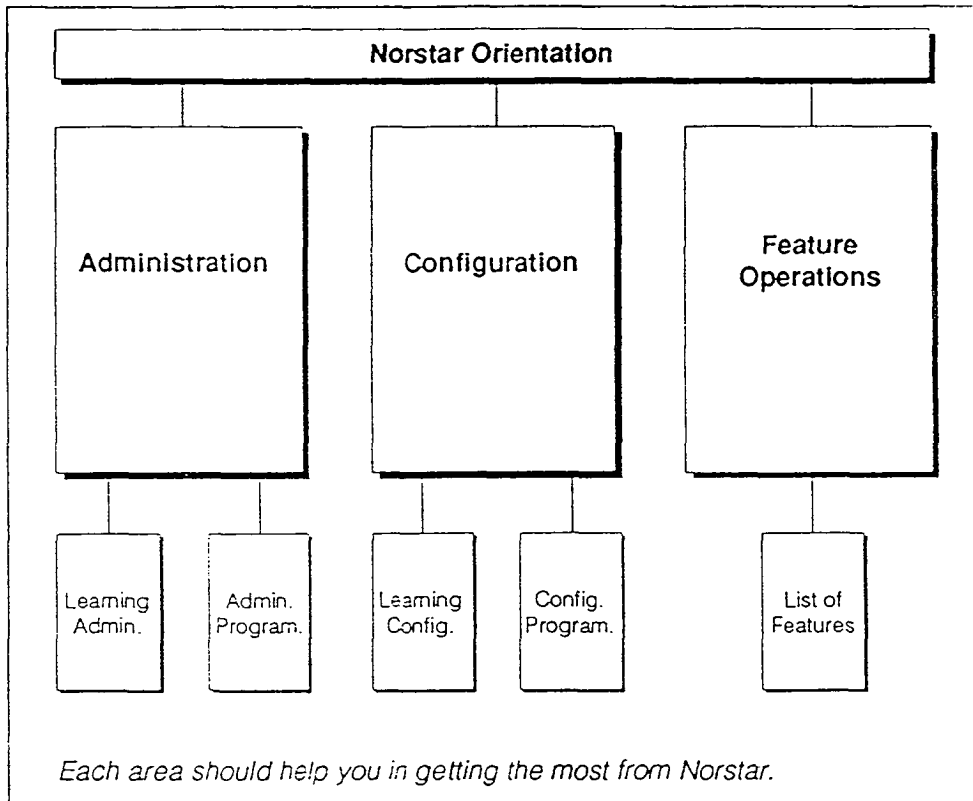 Norstar Orientation
Administration
Configuration
Feature
Operations
Learning
Admin.
Admin.
Program.
Learning
Config.
Config.
Program.
List of
Features
Each area should help you in getting the most from Norstar.